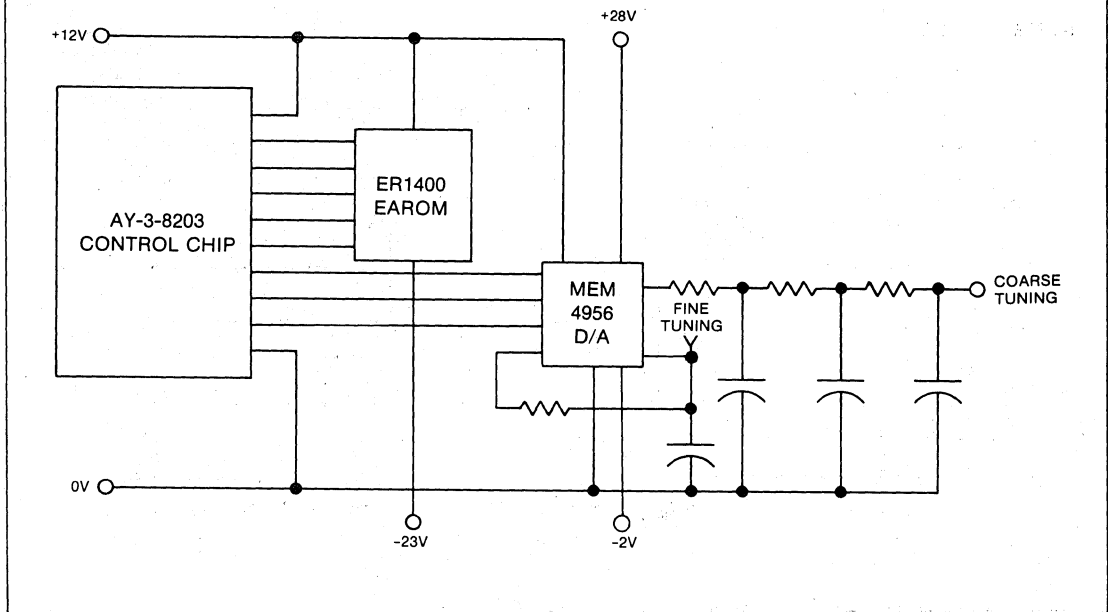 +12V
+28V
AY-3-8203
CONTROL CHIP
ER1400
EAROM
MEM
4956
D/A
FINE
TUNING
COARSE
TUNING
0V
-23V
-2V